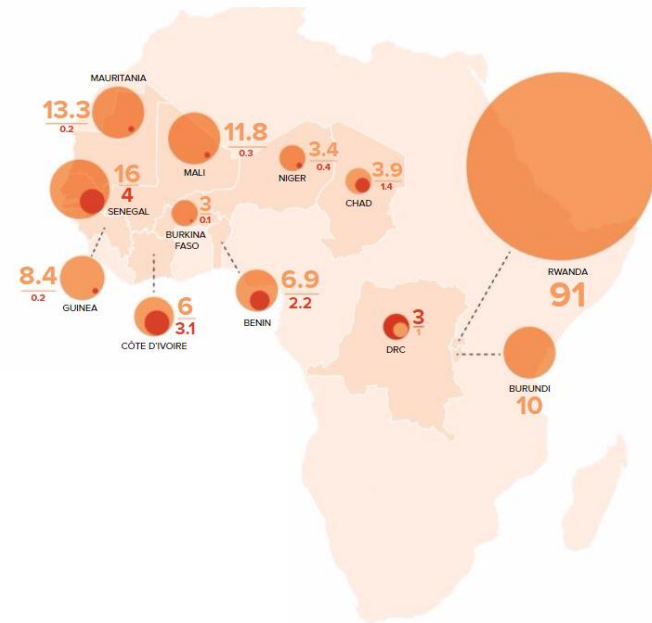 MAURITANIA
13.3
0.2
11.8
0.3
MALI
3.4
0.4
NIGER
3.9
1.4
CHAD
16
4
SENEGAL
3
0.1
BURKINA
FASO
RWANDA
91
8.4
0.2
GUINEA
6
3.1
CÔTE D'IVOIRE
6.9
2.2
BENIN
3
1
DRC
BURUNDI
10